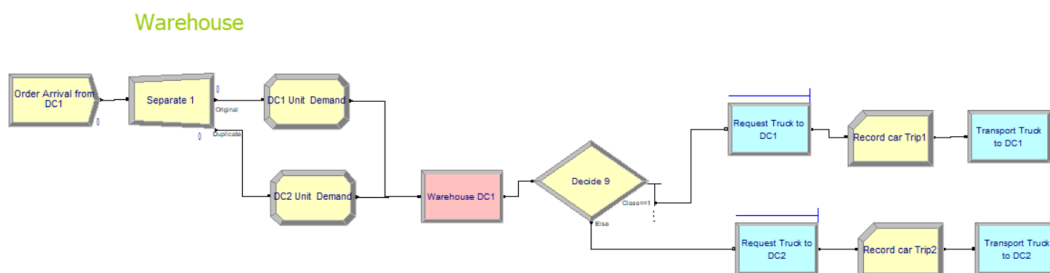 Warehouse
Order Arrival from
DC1
0
Separate 1
0
Original
0
Duplicate
DC1 Unit Demand
DC2 Unit Demand
Warehouse DC1
Decide 9
Class==1
Else
Request Truck to
DC1
Record car Trip1
Transport Truck
to DC1
Request Truck to
DC2
Record car Trip2
Transport Truck
to DC2